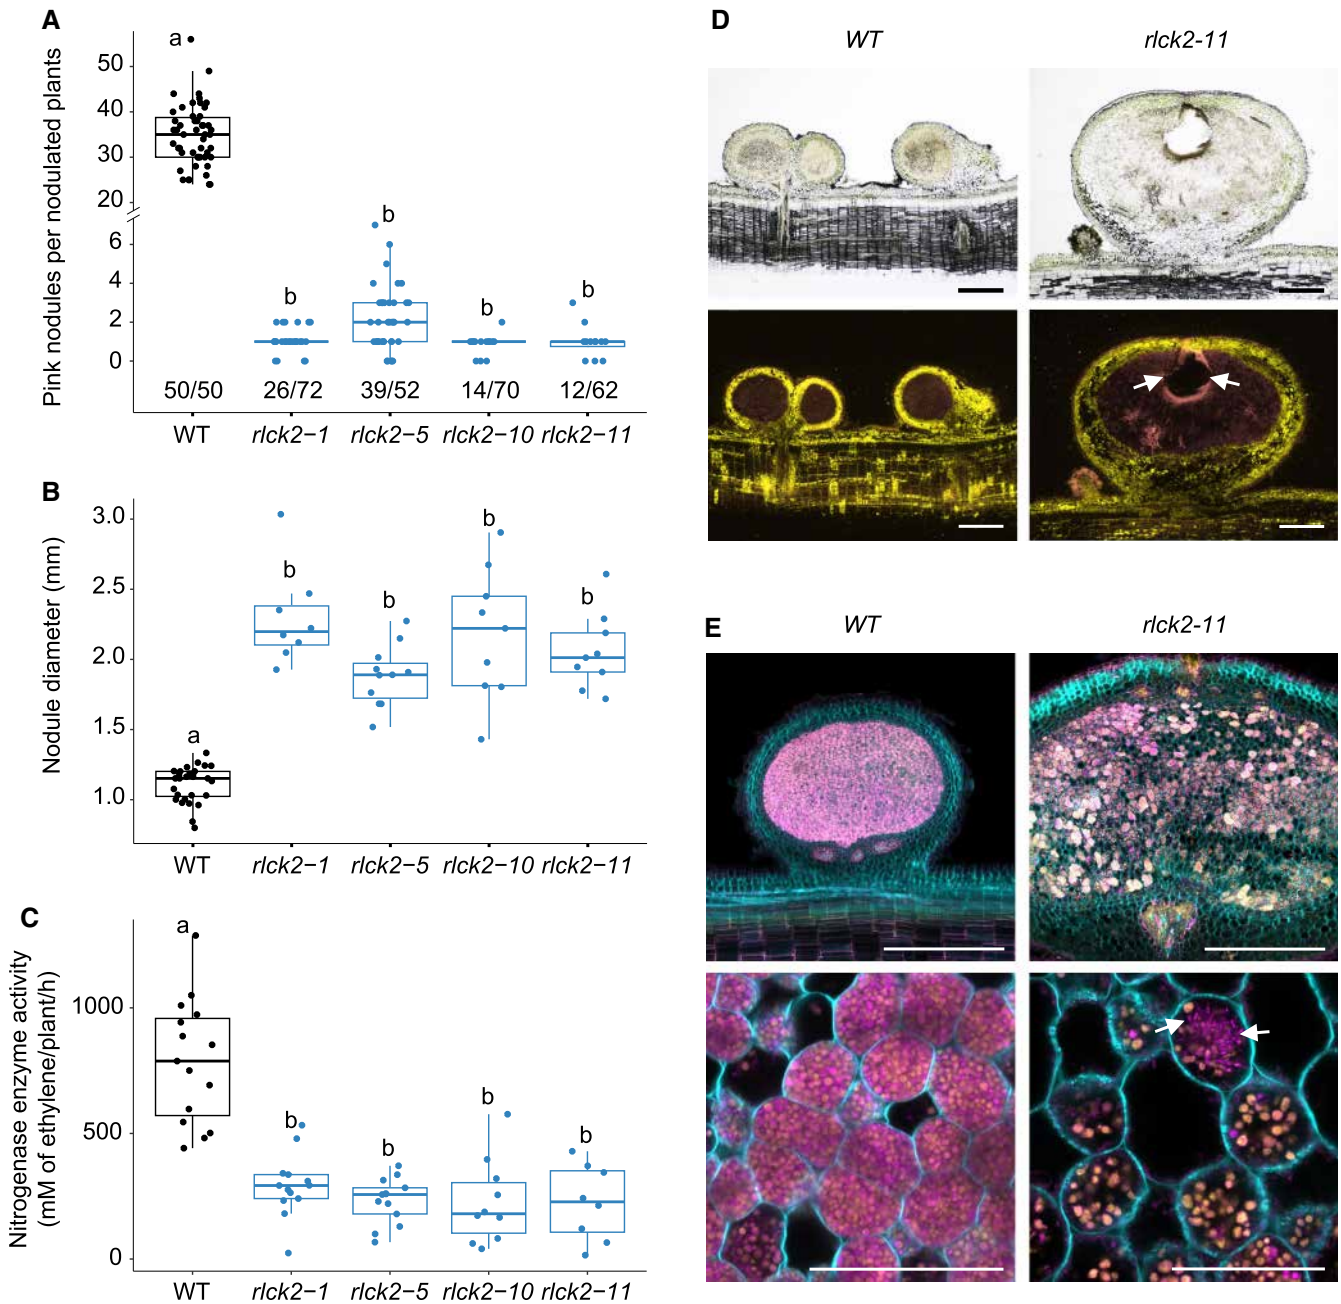 A
Pink nodules per nodulated plants
50
40
30
20
6
4
2
0
a
b
b
b
b
50/50 26/72 39/52 14/70 12/62
WT rlck2−1 rlck2−5 rlck2−10 rlck2−11
B
Nodule diameter (mm)
3.0
2.5
2.0
1.5
1.0
a
b
b
b
b
WT rlck2−1 rlck2−5 rlck2−10 rlck2−11
C
Nitrogenase enzyme activity
(mM of ethylene/plant/h)
1000
500
0
a
b
b
b
b
WT rlck2−1 rlck2−5 rlck2−10 rlck2−11
D
WT rlck2-11
E
WT rlck2-11